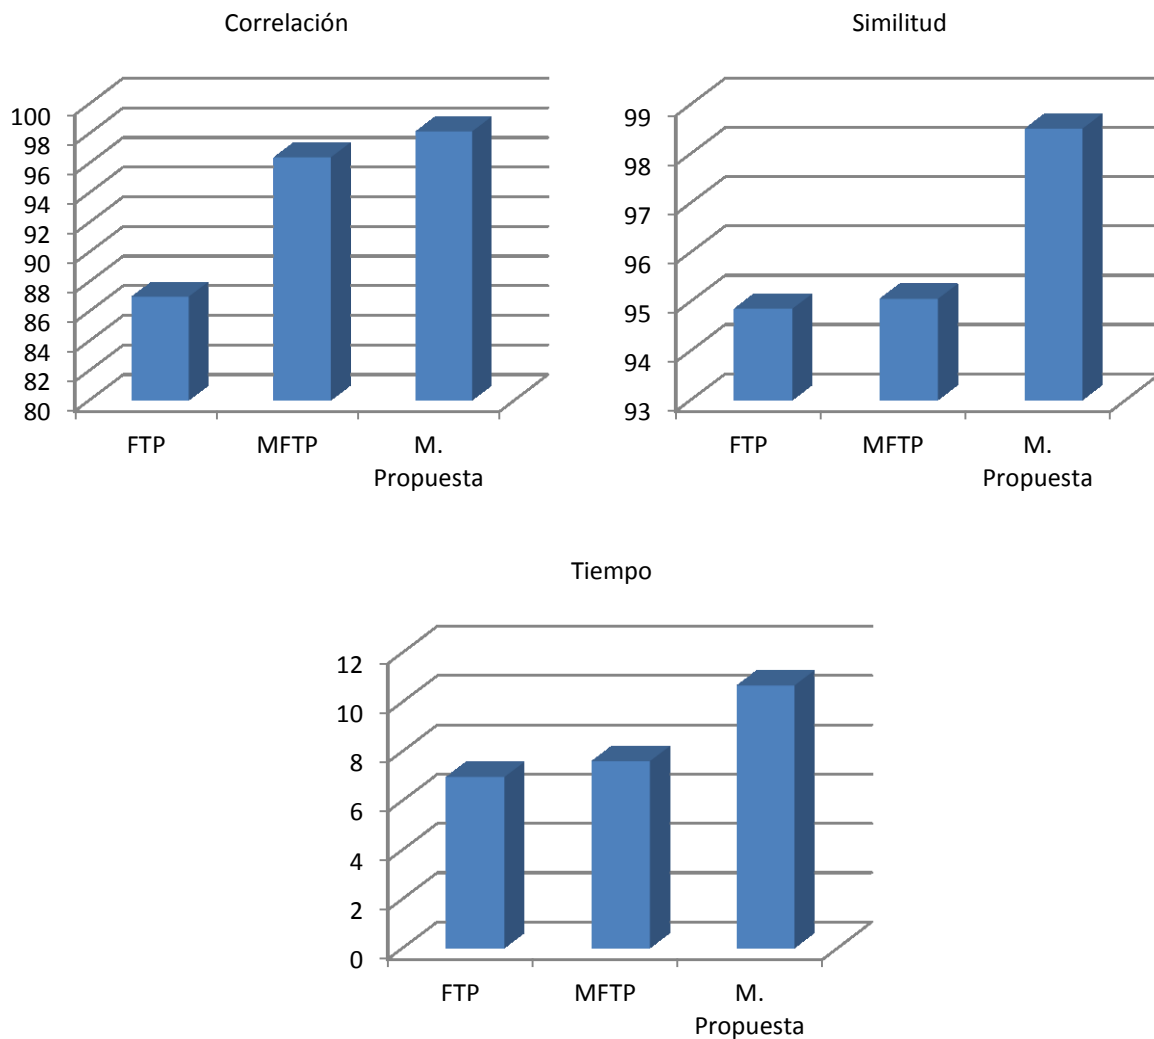 Correlación
100
98
96
94
92
90
88
86
84
82
80
FTP
MFTP
M.
Propuesta
Similitud
99
98
97
96
95
94
93
FTP
MFTP
M.
Propuesta
Tiempo
12
10
8
6
4
2
0
FTP
MFTP
M.
Propuesta